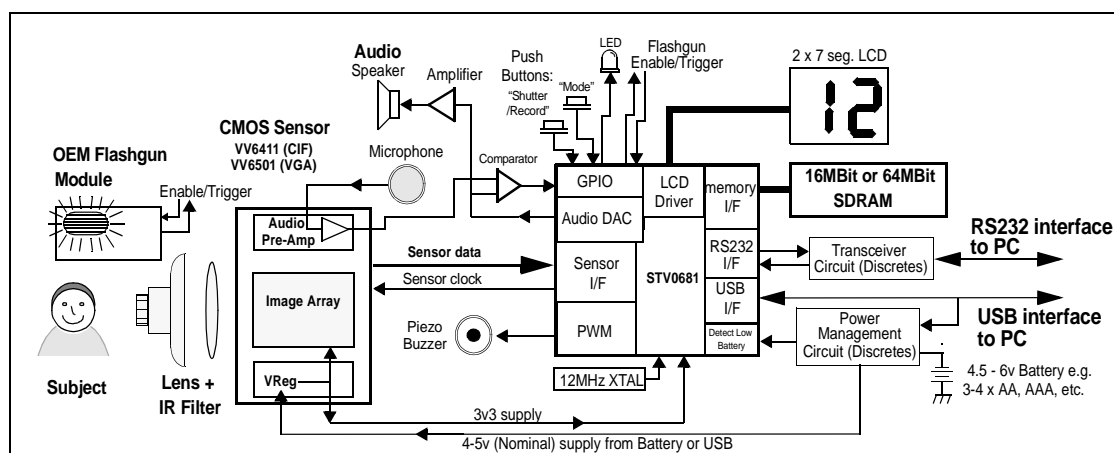 Audio
Speaker
Amplifier
Push
Buttons:
"Shutter
/Record"
"Mode"
LED
Flashgun
Enable/Trigger
2 x 7 seg. LCD
12
CMOS Sensor
VV6411 (CIF)
VV6501 (VGA)
Microphone
Comparator
OEM Flashgun
Module
Enable/Trigger
Audio
Pre-Amp
Image Array
VReg
Sensor data
Sensor clock
GPIO
LCD
Driver
memory
I/F
Audio DAC
Sensor
I/F
STV0681
RS232
I/F
USB
I/F
PWM
Detect Low
Battery
16MBit or 64MBit
SDRAM
RS232 interface
to PC
Transceiver
Circuit (Discretes)
USB interface
to PC
Power
Management
Circuit (Discretes)
Piezo
Buzzer
12MHz XTAL
4.5 - 6v Battery e.g.
3-4 x AA, AAA, etc.
Subject
Lens +
IR Filter
3v3 supply
4-5v (Nominal) supply from Battery or USB